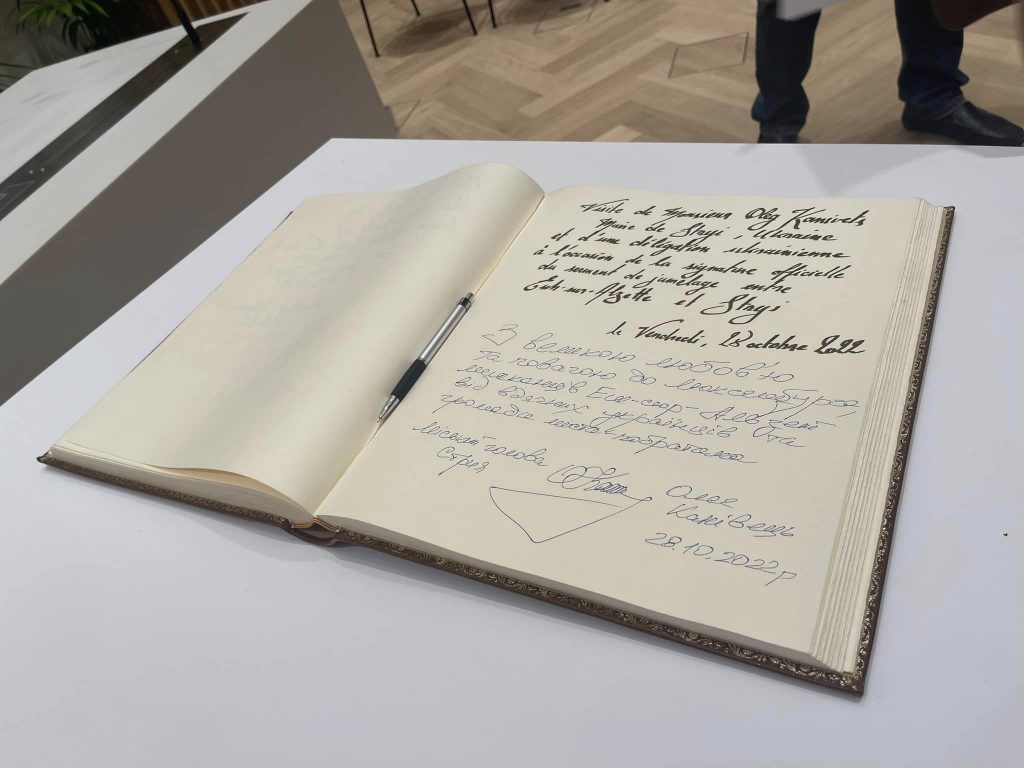 Visite de Monsieur Oleg Kanivets
Maire de Stryi, Ukraine
et d'une délégation ukrainienne
à l'occasion de la signature officielle
du serment de jumelage entre
Esch-sur-Alzette et Stryi
le Vendredi, 28 octobre 2022
З великою любов'ю
та повагою до Люксембургу,
мешканців Еш-сюр-Альзетт
від вдячних українців та
громади міста-побратима
Міський голова
Стрия
Олег
Канівець
28.10.2022р